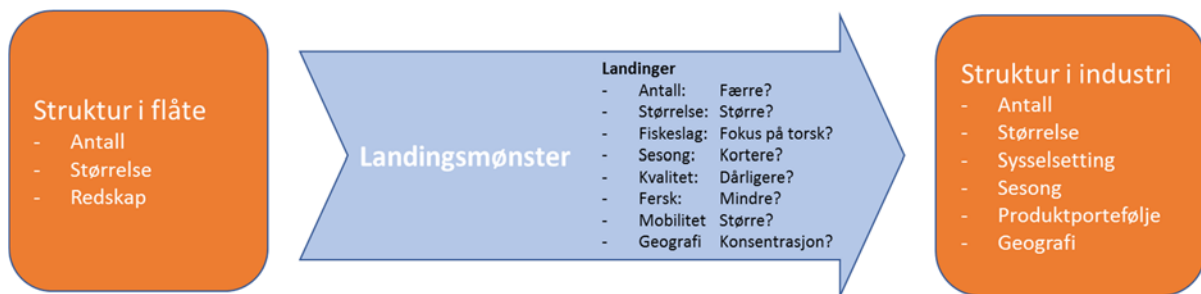 Struktur i flåte
- Antall
- Størrelse
- Redskap
Landingsmønster
Landinger
- Antall: Færre?
- Størrelse: Større?
- Fiskeslag: Fokus på torsk?
- Sesong: Kortere?
- Kvalitet: Dårligere?
- Fersk: Mindre?
- Mobilitet Større?
- Geografi Konsentrasjon?
Struktur i industri
- Antall
- Størrelse
- Sysselsetting
- Sesong
- Produktportefølje
- Geografi